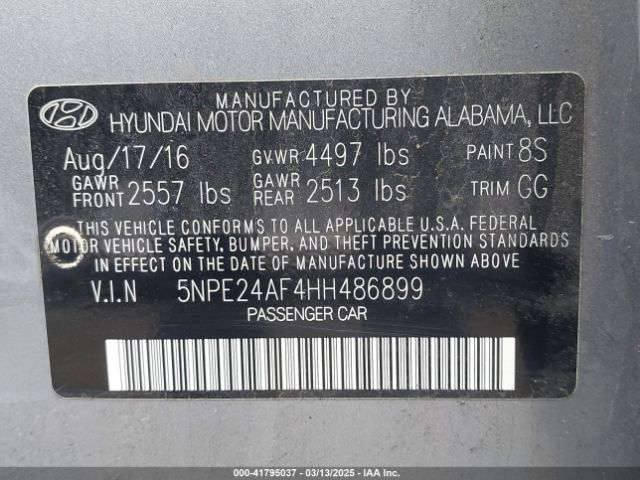 MANUFACTURED BY
HYUNDAI MOTOR MANUFACTURING ALABAMA, LLC
Aug/17/16 GVWR 4497 lbs PAINT 8S
GAWR FRONT 2557 lbs GAWR REAR 2513 lbs TRIM GG
THIS VEHICLE CONFORMS TO ALL APPLICABLE U.S.A. FEDERAL
MOTOR VEHICLE SAFETY, BUMPER, AND THEFT PREVENTION STANDARDS
IN EFFECT ON THE DATE OF MANUFACTURE SHOWN ABOVE.
V.I.N 5NPE24AF4HH486899
PASSENGER CAR
000-41795037 - 03/13/2025 - IAA Inc.